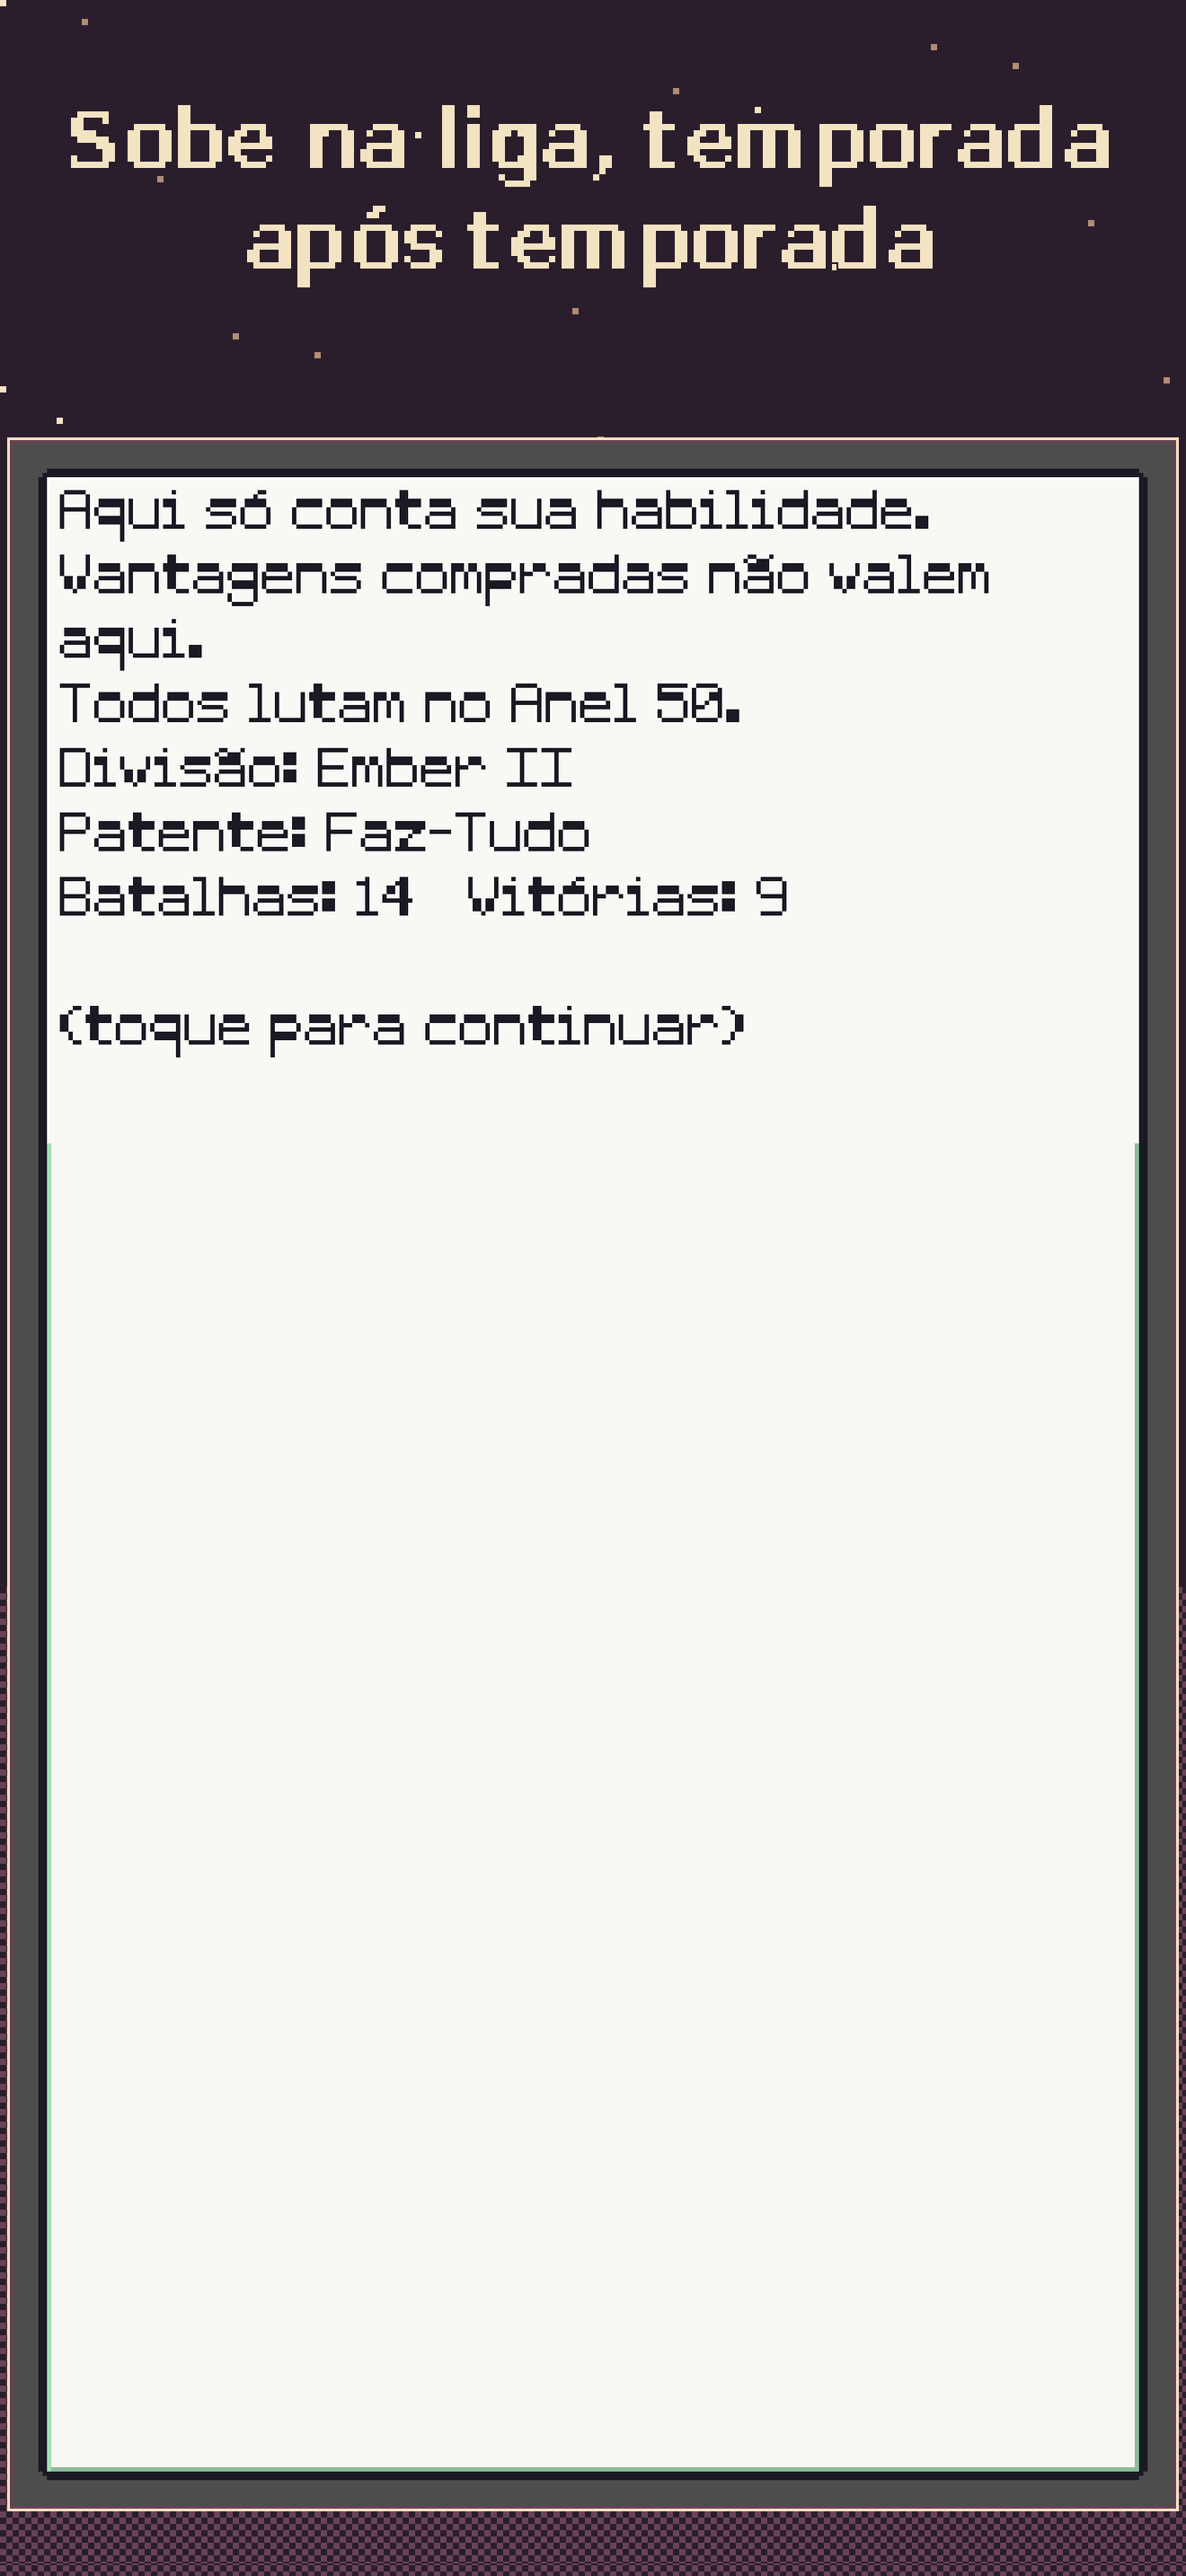 Sobe na liga, temporada
após temporada
Aqui só conta sua habilidade.
Vantagens compradas não valem
aqui.
Todos lutam no Anel 50.
Divisão: Ember II
Patente: Faz-Tudo
Batalhas: 14  Vitórias: 9
(toque para continuar)